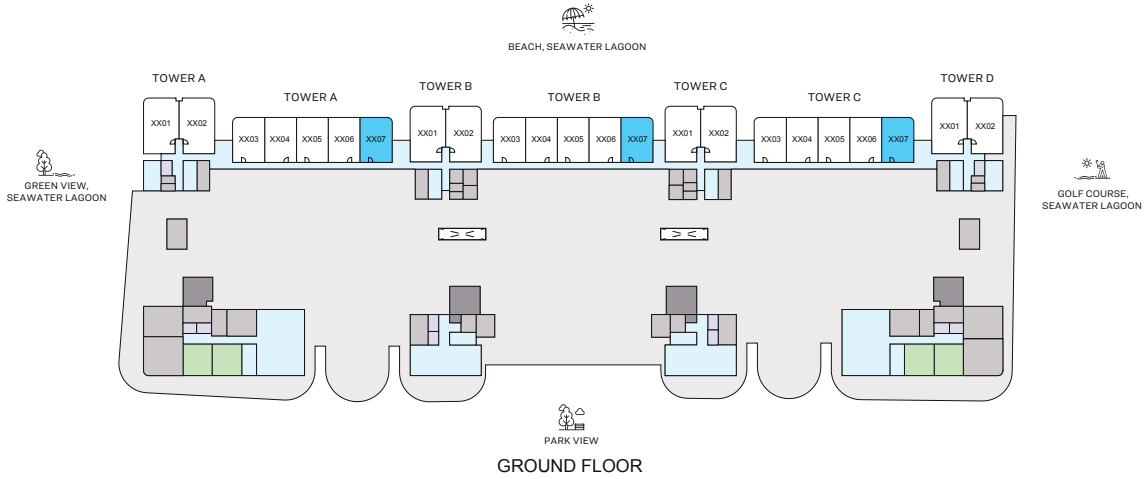 BEACH, SEAWATER LAGOON
TOWER A
TOWER A
TOWER B
TOWER B
TOWER C
TOWER C
TOWER D
XX01 XX02
XX03 XX04 XX05 XX06 XX07
XX01 XX02
XX03 XX04 XX05 XX06 XX07
XX01 XX02
XX03 XX04 XX05 XX06 XX07
XX01 XX02
GREEN VIEW,
SEAWATER LAGOON
GOLF COURSE,
SEAWATER LAGOON
PARK VIEW
GROUND FLOOR